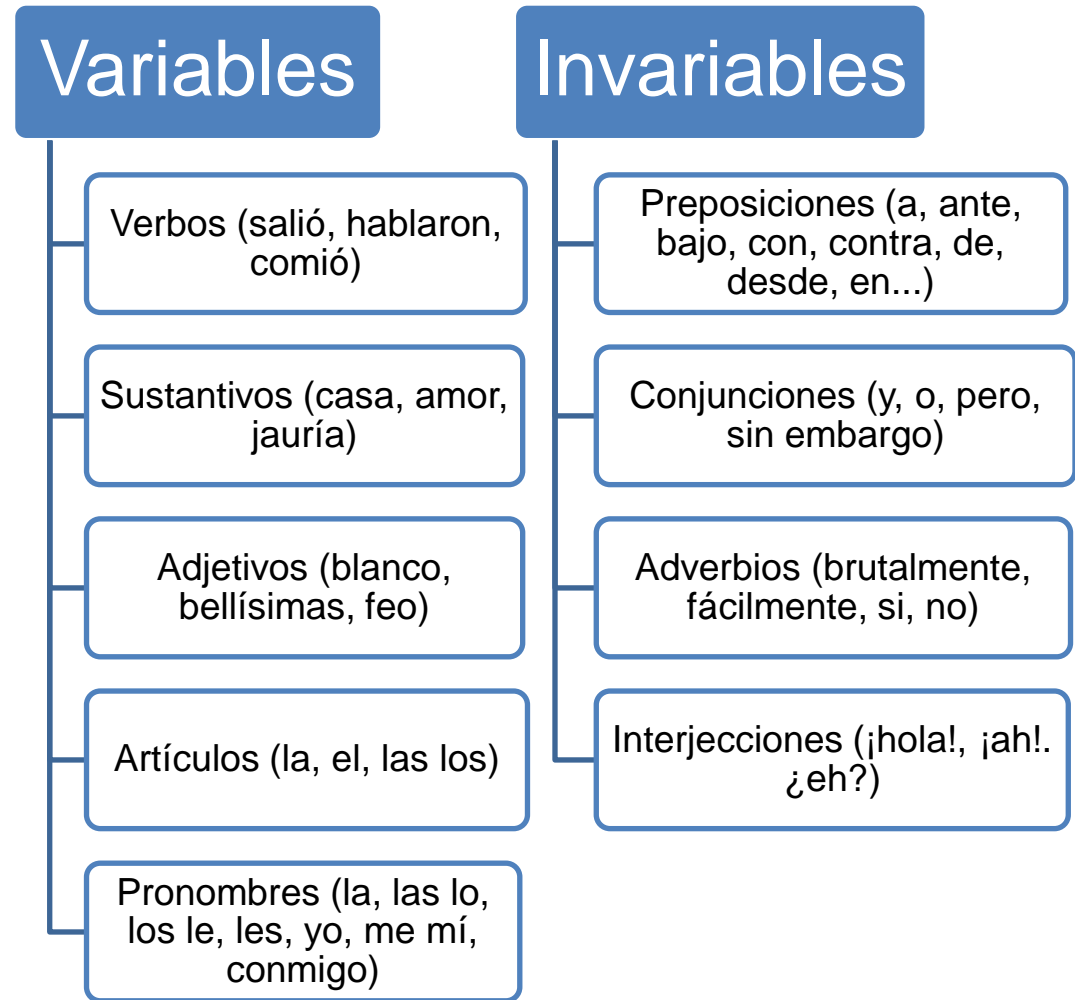 Variables
Verbos (salió, hablaron,
comió)
Sustantivos (casa, amor,
jauría)
Adjetivos (blanco,
bellísimas, feo)
Artículos (la, el, las los)
Pronombres (la, las lo,
los le, les, yo, me mí,
conmigo)
Invariables
Preposiciones (a, ante,
bajo, con, contra, de,
desde, en...)
Conjunciones (y, o, pero,
sin embargo)
Adverbios (brutalmente,
fácilmente, si, no)
Interjecciones (¡hola!, ¡ah!.
¿eh?)